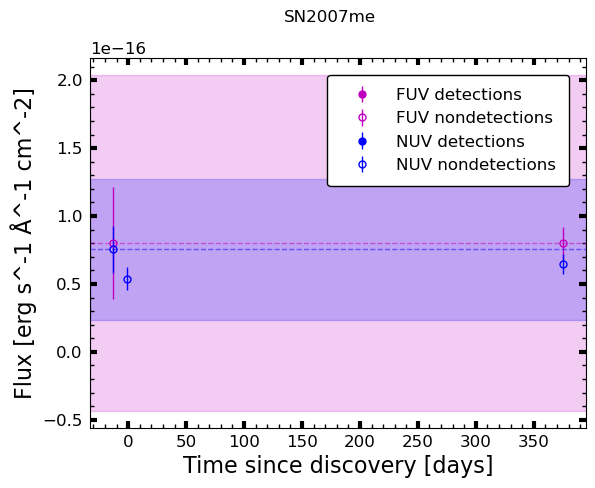 SN2007me
1e−16
FUV detections
FUV nondetections
NUV detections
NUV nondetections
2.0
1.5
1.0
0.5
0.0
−0.5
Flux [erg s^-1 Å^-1 cm^-2]
0 50 100 150 200 250 300 350
Time since discovery [days]